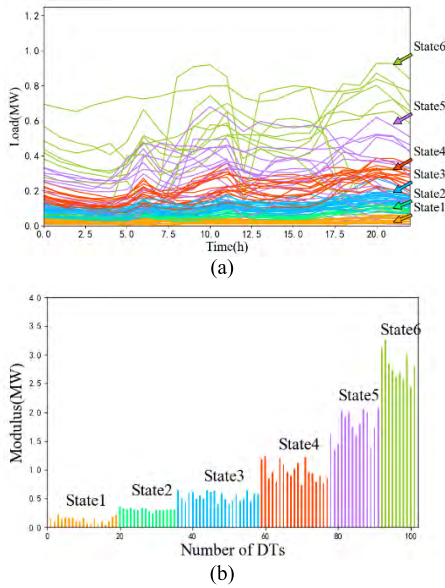 1.2
1.0
0.8
0.6
0.4
0.2
0.0
Load(MW)
State6
State5
State4
State3
State2
State1
0.0 2.5 5.0 7.5 10.0 12.5 15.0 17.5 20.0
Time(h)
(a)
4.0
3.5
3.0
2.5
2.0
1.5
1.0
0.5
0.0
Modulus(MW)
State1
State2
State3
State4
State5
State6
0 20 40 60 80 100
Number of DTs
(b)